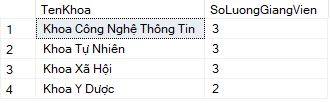 TenKhoa SoLuongGiangVien
1 Khoa Công Nghệ Thông Tin 3
2 Khoa Tự Nhiên 3
3 Khoa Xã Hội 3
4 Khoa Y Dược 2